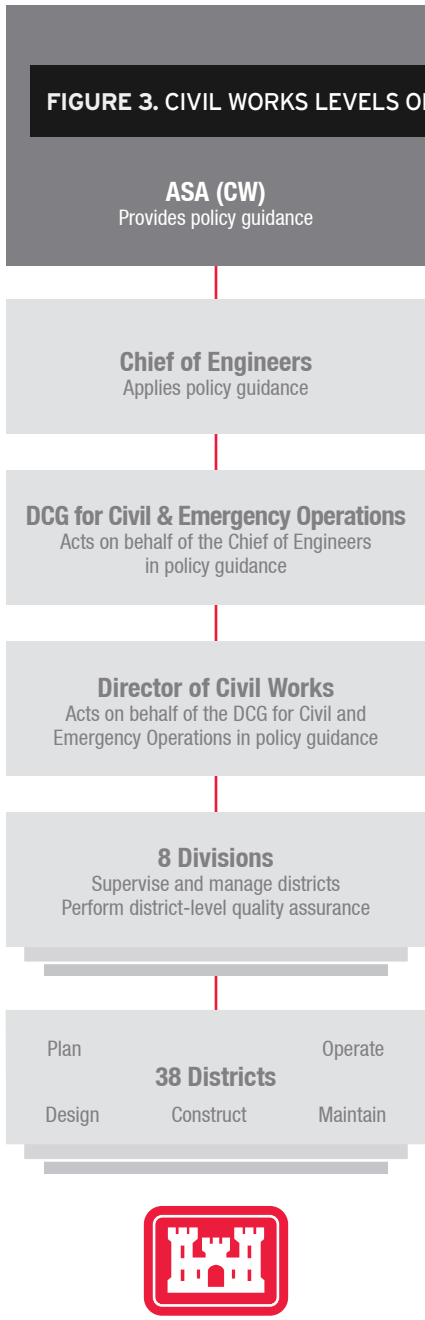 FIGURE 3. CIVIL WORKS LEVELS
ASA (CW)
Provides policy guidance
Chief of Engineers
Applies policy guidance
DCG for Civil & Emergency Operations
Acts on behalf of the Chief of Engineers
in policy guidance
Director of Civil Works
Acts on behalf of the DCG for Civil and
Emergency Operations in policy guidance
8 Divisions
Supervise and manage districts
Perform district-level quality assurance
Plan Operate
38 Districts
Design Construct Maintain